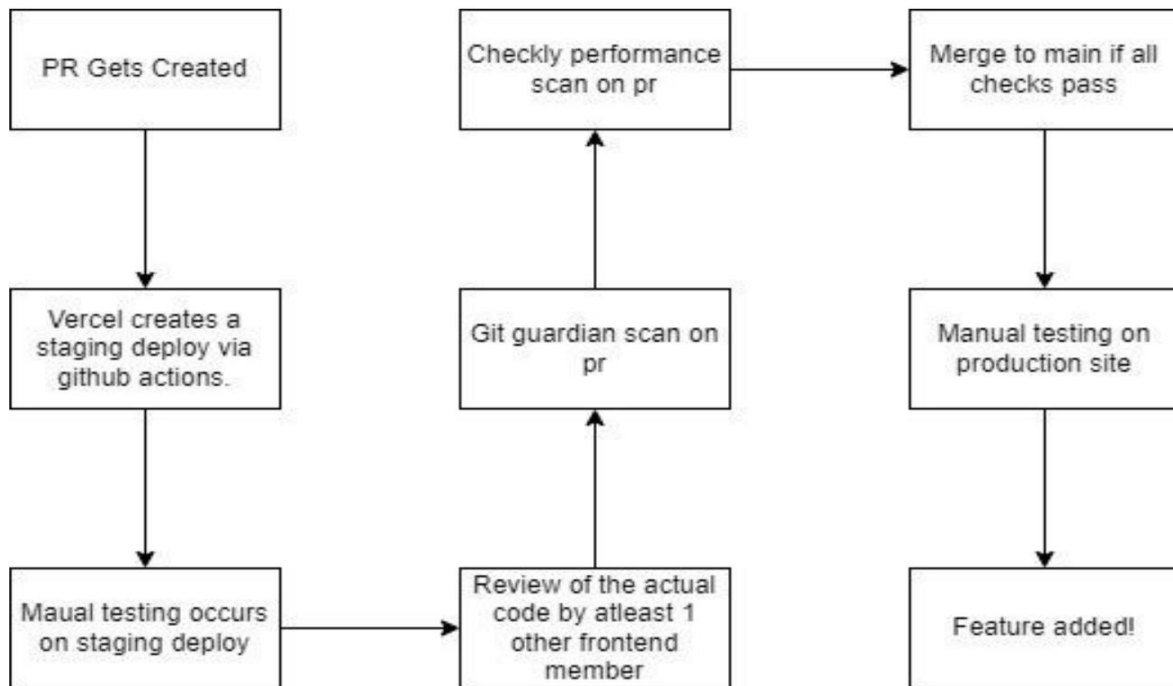 PR Gets Created
Vercel creates a
staging deploy via
github actions.
Maual testing occurs
on staging deploy
Review of the actual
code by atleast 1
other frontend
member
Git guardian scan on
pr
Checkly performance
scan on pr
Merge to main if all
checks pass
Manual testing on
production site
Feature added!